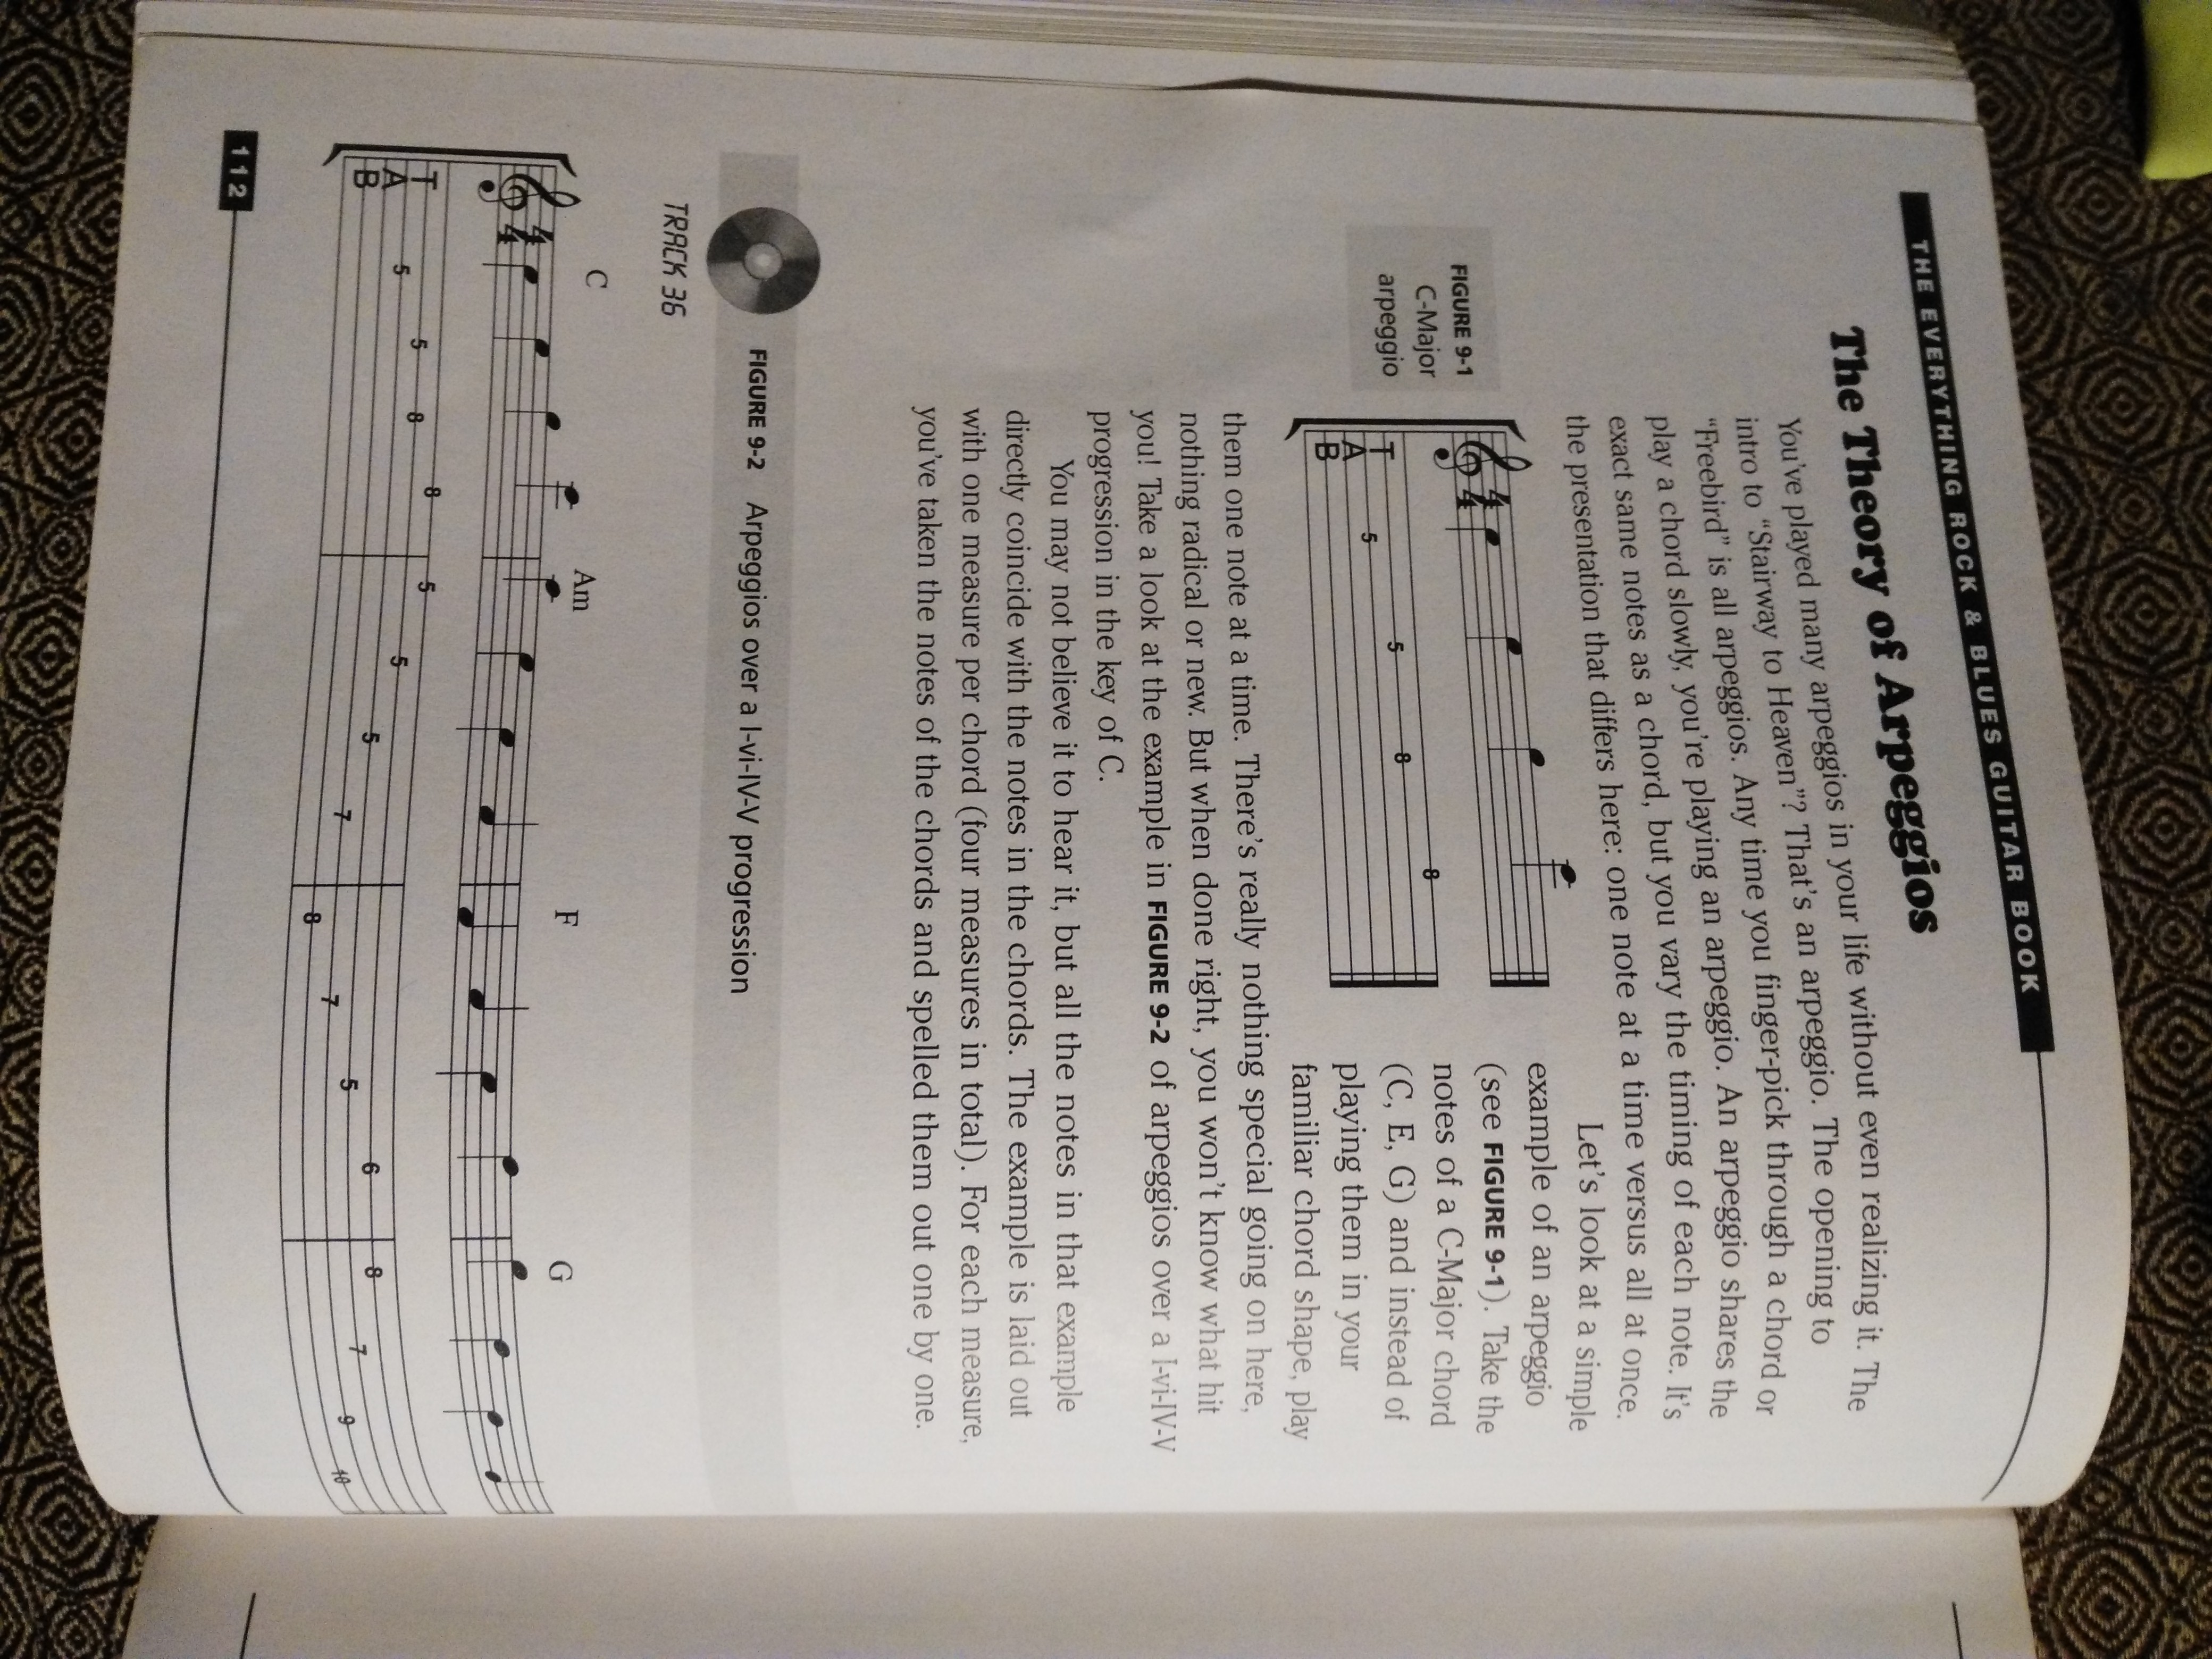 THE EVERYTHING ROCK & BLUES GUITAR BOOK
The Theory of Arpeggios
You've played many arpeggios in your life without even realizing it. The
intro to “Stairway to Heaven”? That's an arpeggio. The opening to
“Freebird” is all arpeggios. Any time you finger-pick through a chord or
play a chord slowly, you're playing an arpeggio. An arpeggio shares the
exact same notes as a chord, but you vary the timing of each note. It's
the presentation that differs here: one note at a time versus all at once.
FIGURE 9-1
C-Major
arpeggio
4
4
T
A
B
5 5 8 8
Let's look at a simple
example of an arpeggio
(see FIGURE 9-1). Take the
notes of a C-Major chord
(C, E, G) and instead of
playing them in your
familiar chord shape, play
them one note at a time. There's really nothing special going on here,
nothing radical or new. But when done right, you won't know what hit
you! Take a look at the example in FIGURE 9-2 of arpeggios over a I-vi-IV-V
progression in the key of C.
You may not believe it to hear it, but all the notes in that example
directly coincide with the notes in the chords. The example is laid out
with one measure per chord (four measures in total). For each measure,
you've taken the notes of the chords and spelled them out one by one.
FIGURE 9-2 Arpeggios over a I-vi-IV-V progression
TRACK 36
C Am F G
4
4
T
A
B
5 5 8 8 5 5 5 7 8 7 5 6 8 7 9 10
112